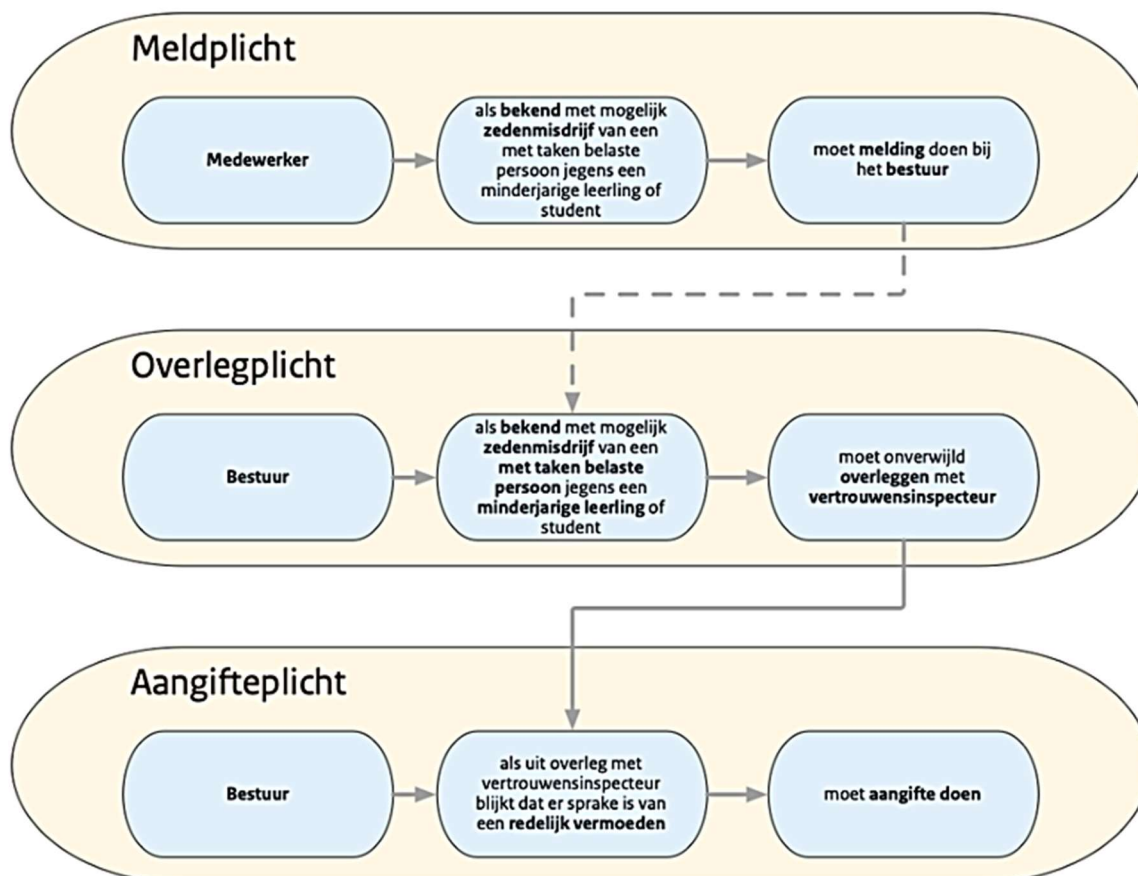 Meldplicht
Medewerker
als bekend met mogelijk
zedenmisdrijf van een
met taken belaste
persoon jegens een
minderjarige leerling of
student
moet melding doen bij
het bestuur
Overlegplicht
Bestuur
als bekend met mogelijk
zedenmisdrijf van een
met taken belaste
persoon jegens een
minderjarige leerling of
student
moet onverwijld
overleggen met
vertrouwensinspecteur
Aangifteplicht
Bestuur
als uit overleg met
vertrouwensinspecteur
blijkt dat er sprake is van
een redelijk vermoeden
moet aangifte doen